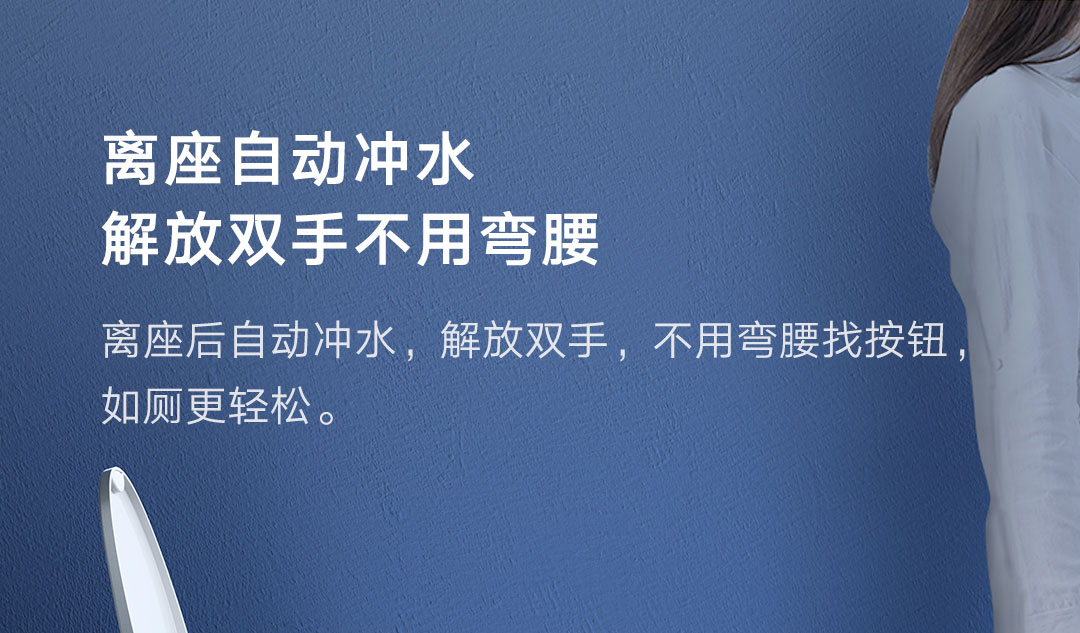 离座自动冲水
解放双手不用弯腰
离座后自动冲水，解放双手，不用弯腰找按钮，
如厕更轻松。